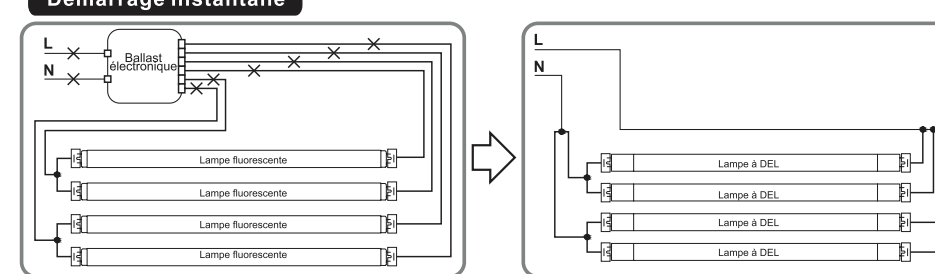 Démarrage instantané
L
N
Ballast
électronique
Lampe fluorescente
Lampe fluorescente
Lampe fluorescente
Lampe fluorescente
L
N
Lampe à DEL
Lampe à DEL
Lampe à DEL
Lampe à DEL